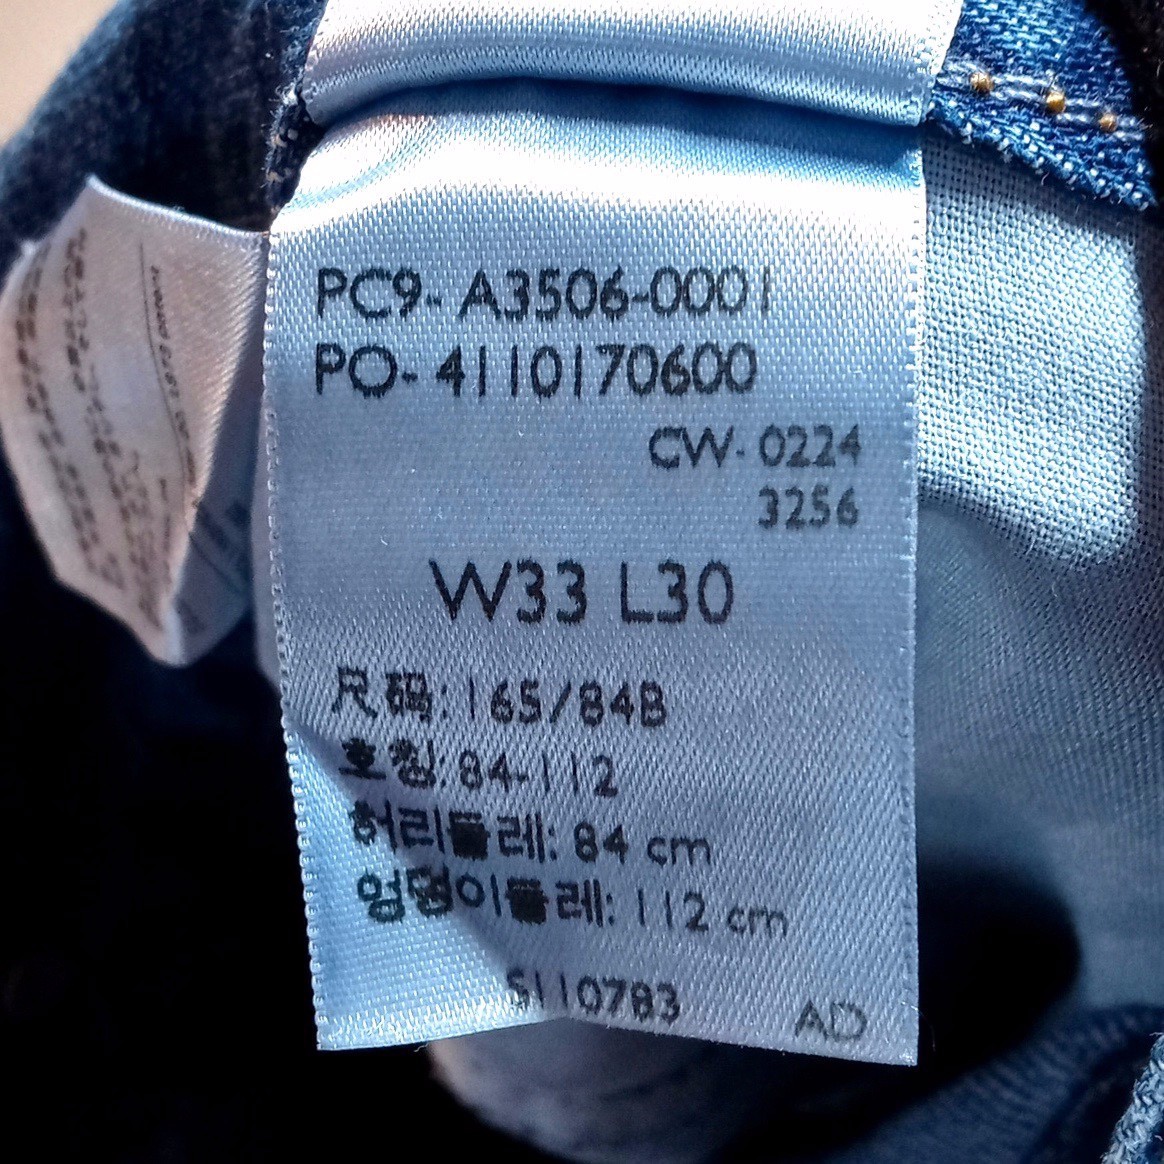 PC9- A3506-0001
PO- 4110170600
CW- 0224
3256
W33 L30
尺码: 165/84B
호칭: 84-112
허리둘레: 84 cm
엉덩이둘레: 112 cm
S110783 AD